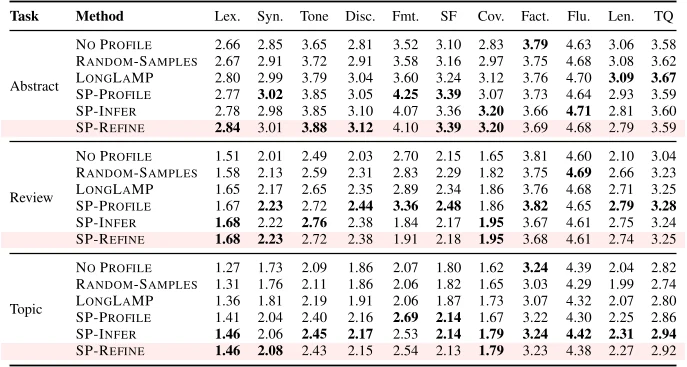 Task Method Lex. Syn. Tone Disc. Fmt. SF Cov. Fact. Flu. Len. TQ
NO PROFILE 2.66 2.85 3.65 2.81 3.52 3.10 2.83 3.79 4.63 3.06 3.58
RANDOM-SAMPLES 2.67 2.91 3.72 2.91 3.58 3.16 2.97 3.75 4.68 3.08 3.62
LONGLAMP 2.80 2.99 3.79 3.04 3.60 3.24 3.12 3.76 4.70 3.09 3.67
Abstract
SP-PROFILE 2.77 3.02 3.85 3.05 4.25 3.39 3.07 3.73 4.64 2.93 3.59
SP-INFER 2.78 2.98 3.85 3.10 4.07 3.36 3.20 3.66 4.71 2.81 3.60
SP-REFINE 2.84 3.01 3.88 3.12 4.10 3.39 3.20 3.69 4.68 2.79 3.59
NO PROFILE 1.51 2.01 2.49 2.03 2.70 2.15 1.65 3.81 4.60 2.10 3.04
RANDOM-SAMPLES 1.58 2.13 2.59 2.31 2.83 2.29 1.82 3.75 4.69 2.66 3.23
LONGLAMP 1.65 2.17 2.65 2.35 2.89 2.34 1.86 3.76 4.68 2.71 3.25
Review
SP-PROFILE 1.67 2.23 2.72 2.44 3.36 2.48 1.86 3.82 4.65 2.79 3.28
SP-INFER 1.68 2.22 2.76 2.38 1.84 2.17 1.95 3.67 4.61 2.75 3.24
SP-REFINE 1.68 2.23 2.72 2.38 1.91 2.18 1.95 3.68 4.61 2.74 3.25
NO PROFILE 1.27 1.73 2.09 1.86 2.07 1.80 1.62 3.24 4.39 2.04 2.82
RANDOM-SAMPLES 1.31 1.76 2.11 1.86 2.06 1.82 1.65 3.03 4.29 1.99 2.74
LONGLAMP 1.36 1.81 2.19 1.91 2.06 1.87 1.73 3.07 4.32 2.07 2.80
Topic
SP-PROFILE 1.41 2.04 2.40 2.16 2.69 2.14 1.67 3.22 4.30 2.25 2.86
SP-INFER 1.46 2.06 2.45 2.17 2.53 2.14 1.79 3.24 4.42 2.31 2.94
SP-REFINE 1.46 2.08 2.43 2.15 2.54 2.13 1.79 3.23 4.38 2.27 2.92